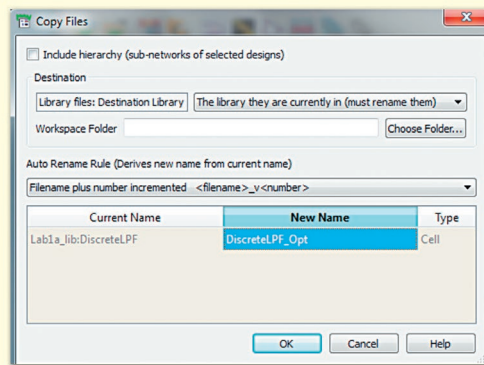 Copy Files
Include hierarchy (sub-networks of selected designs)
Destination
Library files: Destination Library The library they are currently in (must rename them)
Workspace Folder Choose Folder...
Auto Rename Rule (Derives new name from current name)
Filename plus number incremented <filename>_v<number>
Current Name New Name Type
Lab1a_lib:DiscreteLPF DiscreteLPF_Opt Cell
OK Cancel Help